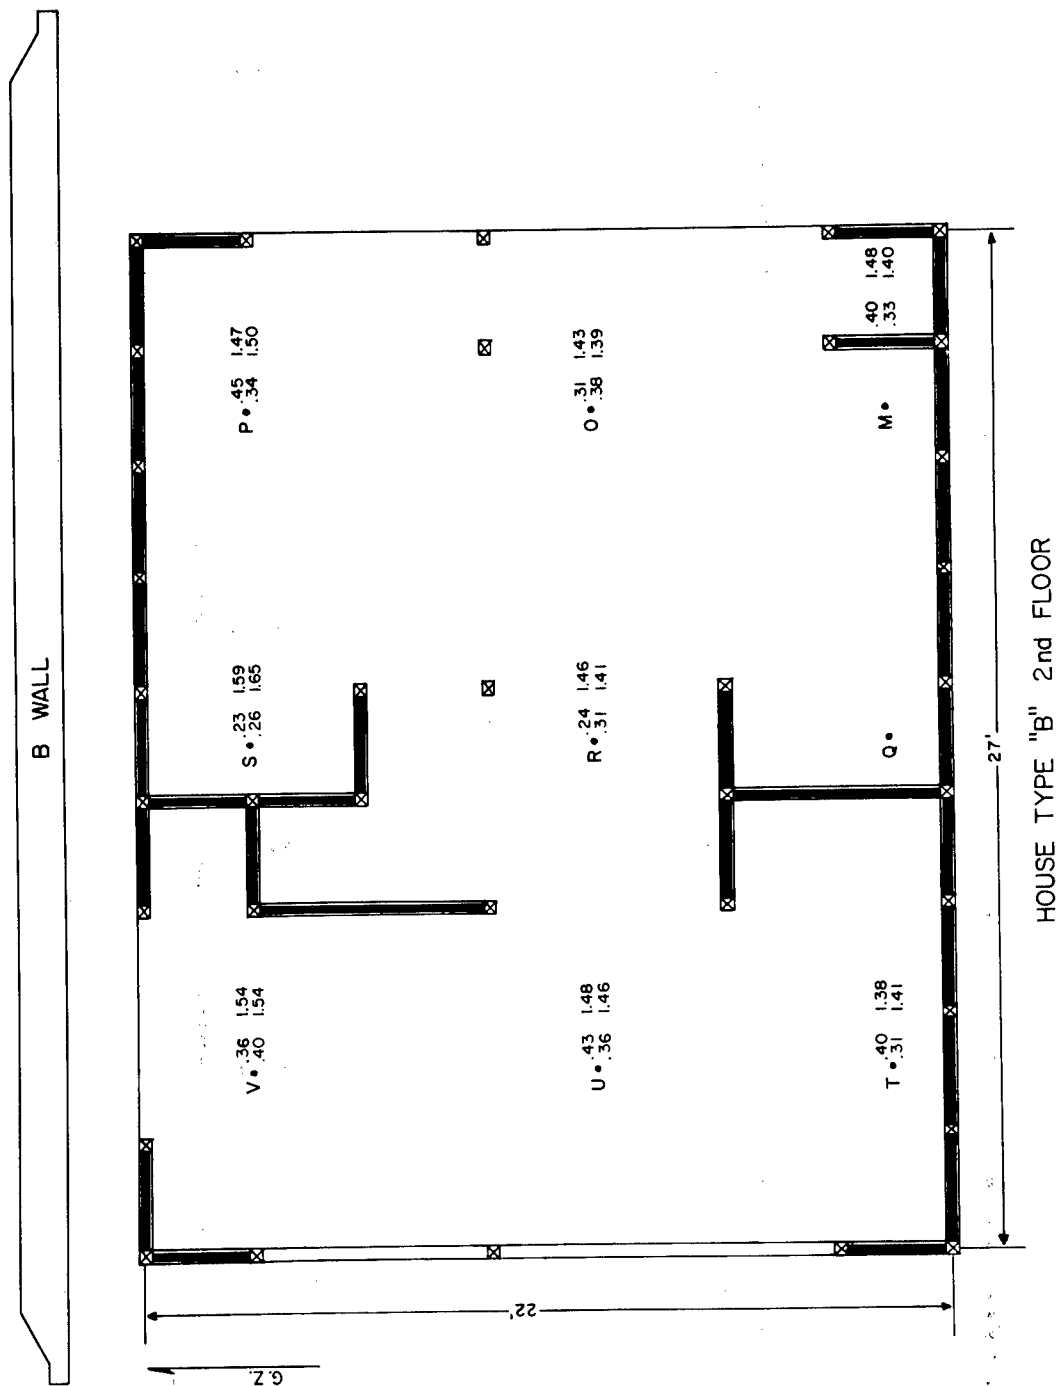 B WALL
P • .45 1.47
.34 1.50
S • .23 1.59
.26 1.65
V • .36 1.54
.40 1.54
O • .31 1.43
.38 1.39
R • .24 1.46
.31 1.41
U • .43 1.48
.36 1.46
M •
.40 1.48
.33 1.40
Q •
T • .40 1.38
.31 1.41
22'
27'
G.Z.
HOUSE TYPE "B" 2nd FLOOR